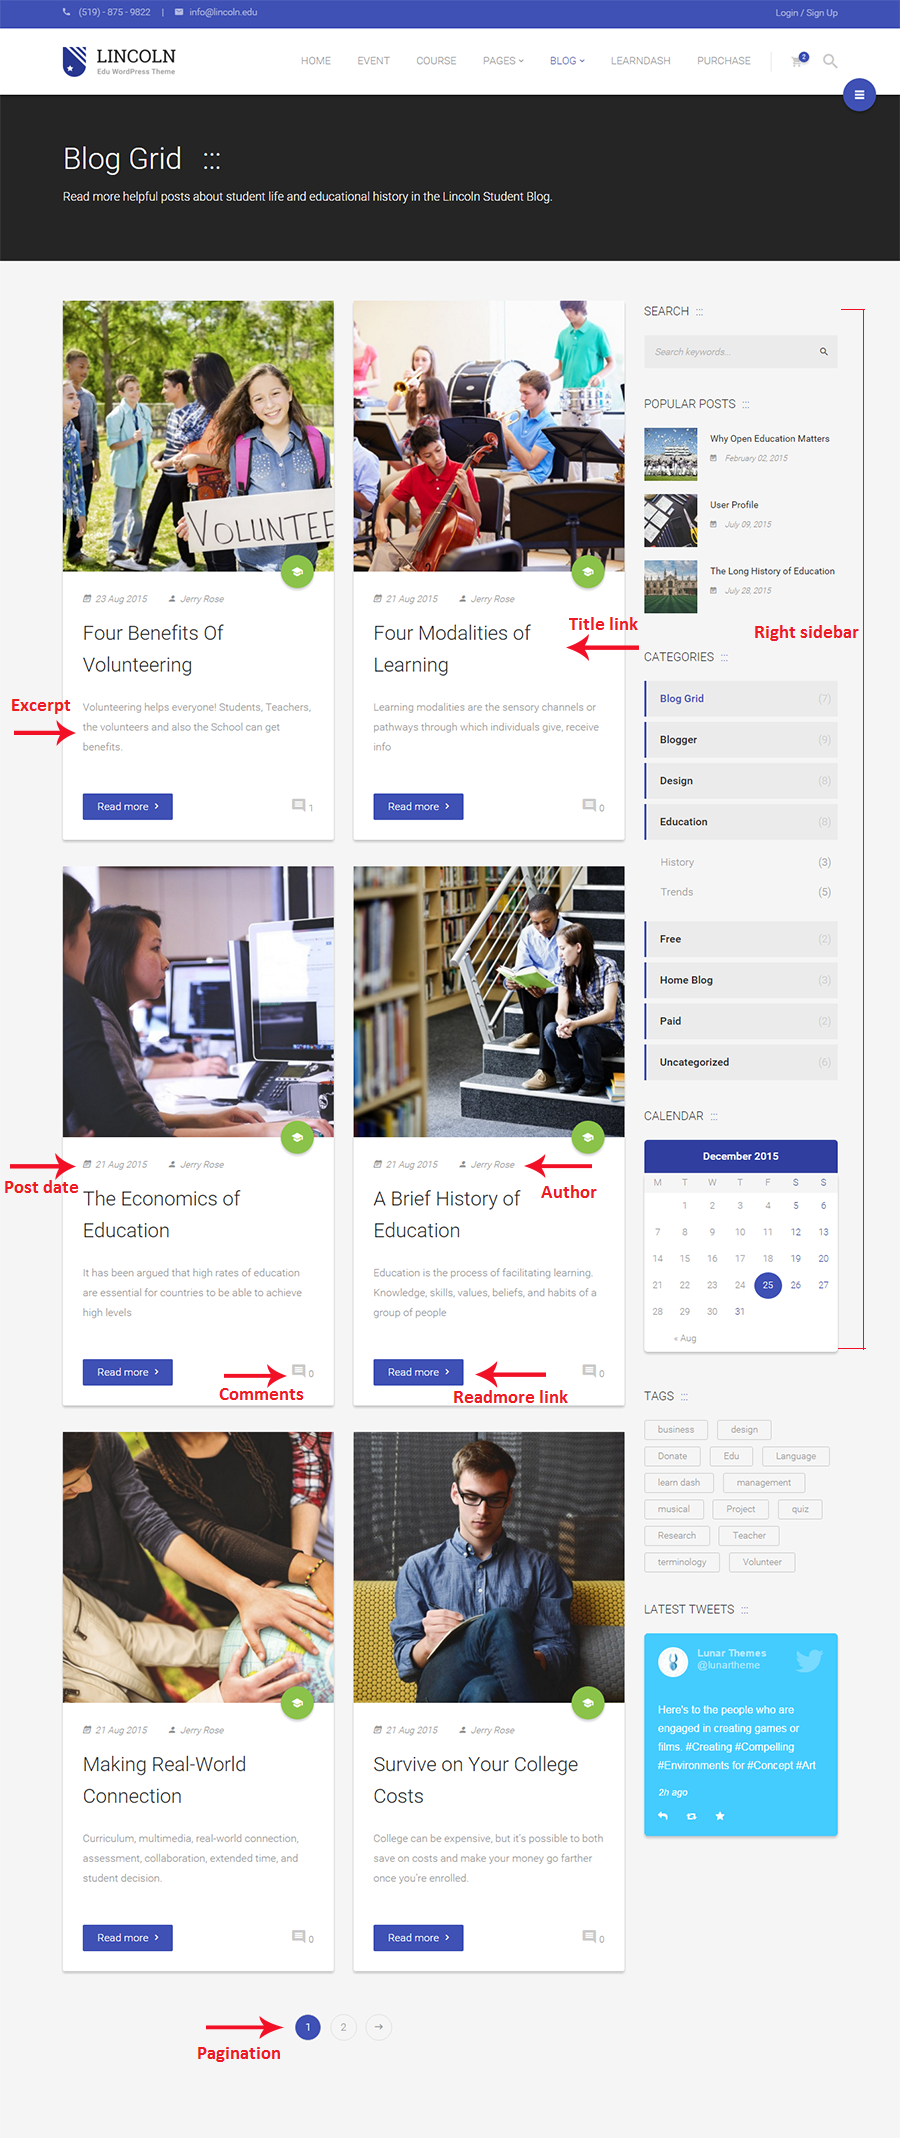 (519) - 875 - 9822 | info@lincoln.edu Login / Sign Up
LINCOLN
Edu WordPress Theme
HOME EVENT COURSE PAGES BLOG LEARNDASH PURCHASE 2
Blog Grid :::
Read more helpful posts about student life and educational history in the Lincoln Student Blog.
VOLUNTEE
23 Aug 2015 Jerry Rose
Four Benefits Of
Volunteering
Excerpt
Volunteering helps everyone! Students, Teachers,
the volunteers and also the School can get
benefits.
Read more 1
21 Aug 2015 Jerry Rose
Title link
Four Modalities of
Learning
Learning modalities are the sensory channels or
pathways through which individuals give, receive
info
Read more 0
Post date
21 Aug 2015 Jerry Rose
The Economics of
Education
It has been argued that high rates of education
are essential for countries to be able to achieve
high levels
Read more 0
Comments
21 Aug 2015 Jerry Rose
Author
A Brief History of
Education
Education is the process of facilitating learning.
Knowledge, skills, values, beliefs, and habits of a
group of people
Read more 0
Readmore link
21 Aug 2015 Jerry Rose
Making Real-World
Connection
Curriculum, multimedia, real-world connection,
assessment, collaboration, extended time, and
student decision.
Read more 0
21 Aug 2015 Jerry Rose
Survive on Your College
Costs
College can be expensive, but it's possible to both
save on costs and make your money go farther
once you're enrolled.
Read more 0
1 2 →
Pagination
SEARCH :::
Search keywords...
POPULAR POSTS :::
Why Open Education Matters
February 02, 2015
User Profile
July 09, 2015
The Long History of Education
July 28, 2015
Right sidebar
CATEGORIES :::
Blog Grid (7)
Blogger (9)
Design (8)
Education (8)
History (3)
Trends (5)
Free (2)
Home Blog (3)
Paid (2)
Uncategorized (6)
CALENDAR :::
December 2015
M T W T F S S
1 2 3 4 5 6
7 8 9 10 11 12 13
14 15 16 17 18 19 20
21 22 23 24 25 26 27
28 29 30 31
« Aug
TAGS :::
business design
Donate Edu Language
learn dash management
musical Project quiz
Research Teacher
terminology Volunteer
LATEST TWEETS :::
Lunar Themes
@lunartheme
Here's to the people who are
engaged in creating games or
films. #Creating #Compelling
#Environments for #Concept #Art
2h ago